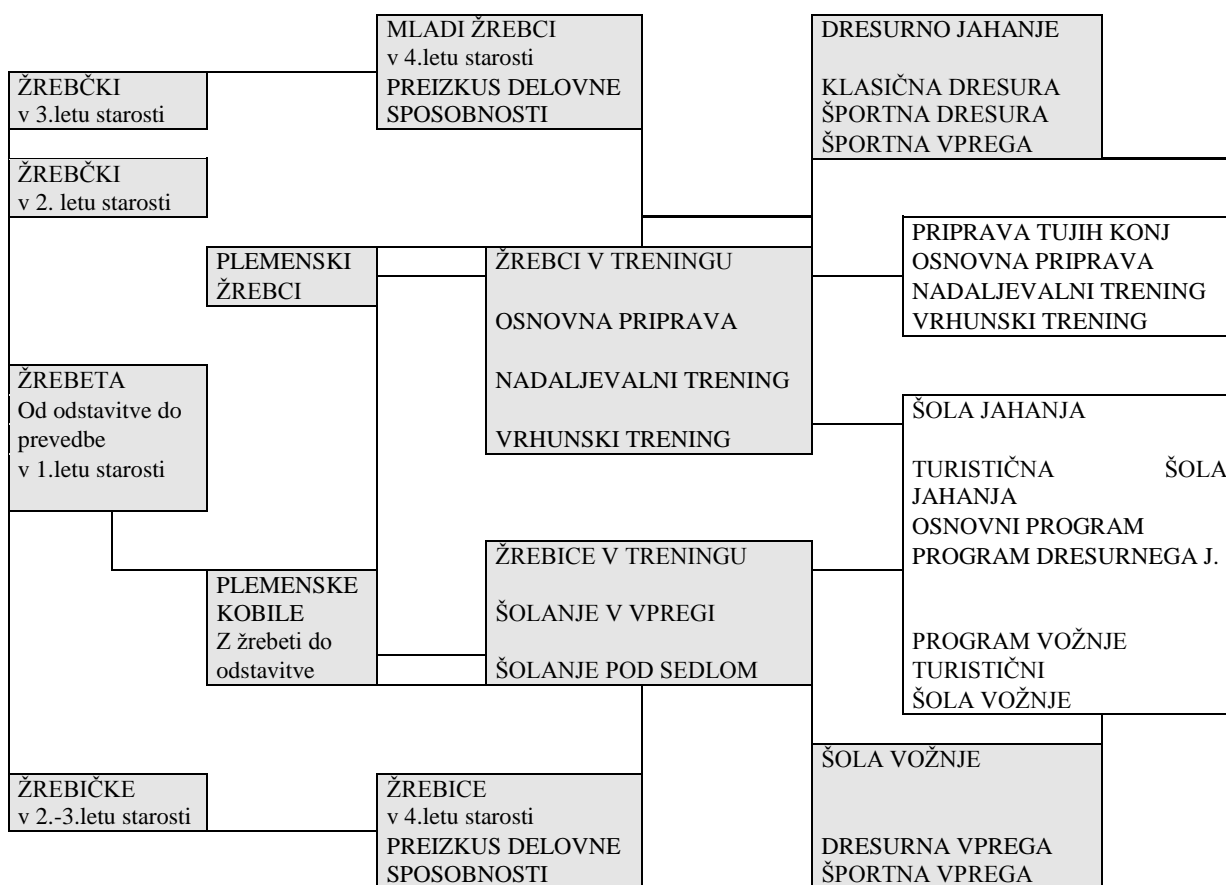 MLADI ŽREBCI
v 4.letu starosti
PREIZKUS DELOVNE
SPOSOBNOSTI
DRESURNO JAHANJE
KLASIČNA DRESURA
ŠPORTNA DRESURA
ŠPORTNA VPREGA
ŽREBČKI
v 3.letu starosti
ŽREBČKI
v 2. letu starosti
PLEMENSKI
ŽREBCI
ŽREBCI V TRENINGU
OSNOVNA PRIPRAVA
NADALJEVALNI TRENING
VRHUNSKI TRENING
PRIPRAVA TUJIH KONJ
OSNOVNA PRIPRAVA
NADALJEVALNI TRENING
VRHUNSKI TRENING
ŽREBETA
Od odstavitve do
prevedbe
v 1.letu starosti
ŠOLA JAHANJA
TURISTIČNA ŠOLA
JAHANJA
OSNOVNI PROGRAM
PROGRAM DRESURNEGA J.
PROGRAM VOŽNJE
TURISTIČNI
ŠOLA VOŽNJE
PLEMENSKE
KOBILE
Z žrebeti do
odstavitve
ŽREBICE V TRENINGU
ŠOLANJE V VPREGI
ŠOLANJE POD SEDLOM
ŽREBIČKE
v 2.-3.letu starosti
ŽREBICE
v 4.letu starosti
PREIZKUS DELOVNE
SPOSOBNOSTI
ŠOLA VOŽNJE
DRESURNA VPREGA
ŠPORTNA VPREGA